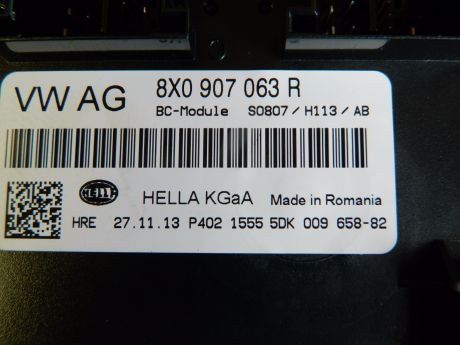 VW AG 8X0 907 063 R
BC-Module S0807/H113/AB
HELLA HELLA KGaA Made in Romania
HRE 27.11.13 P402 1555 5DK 009 658-82